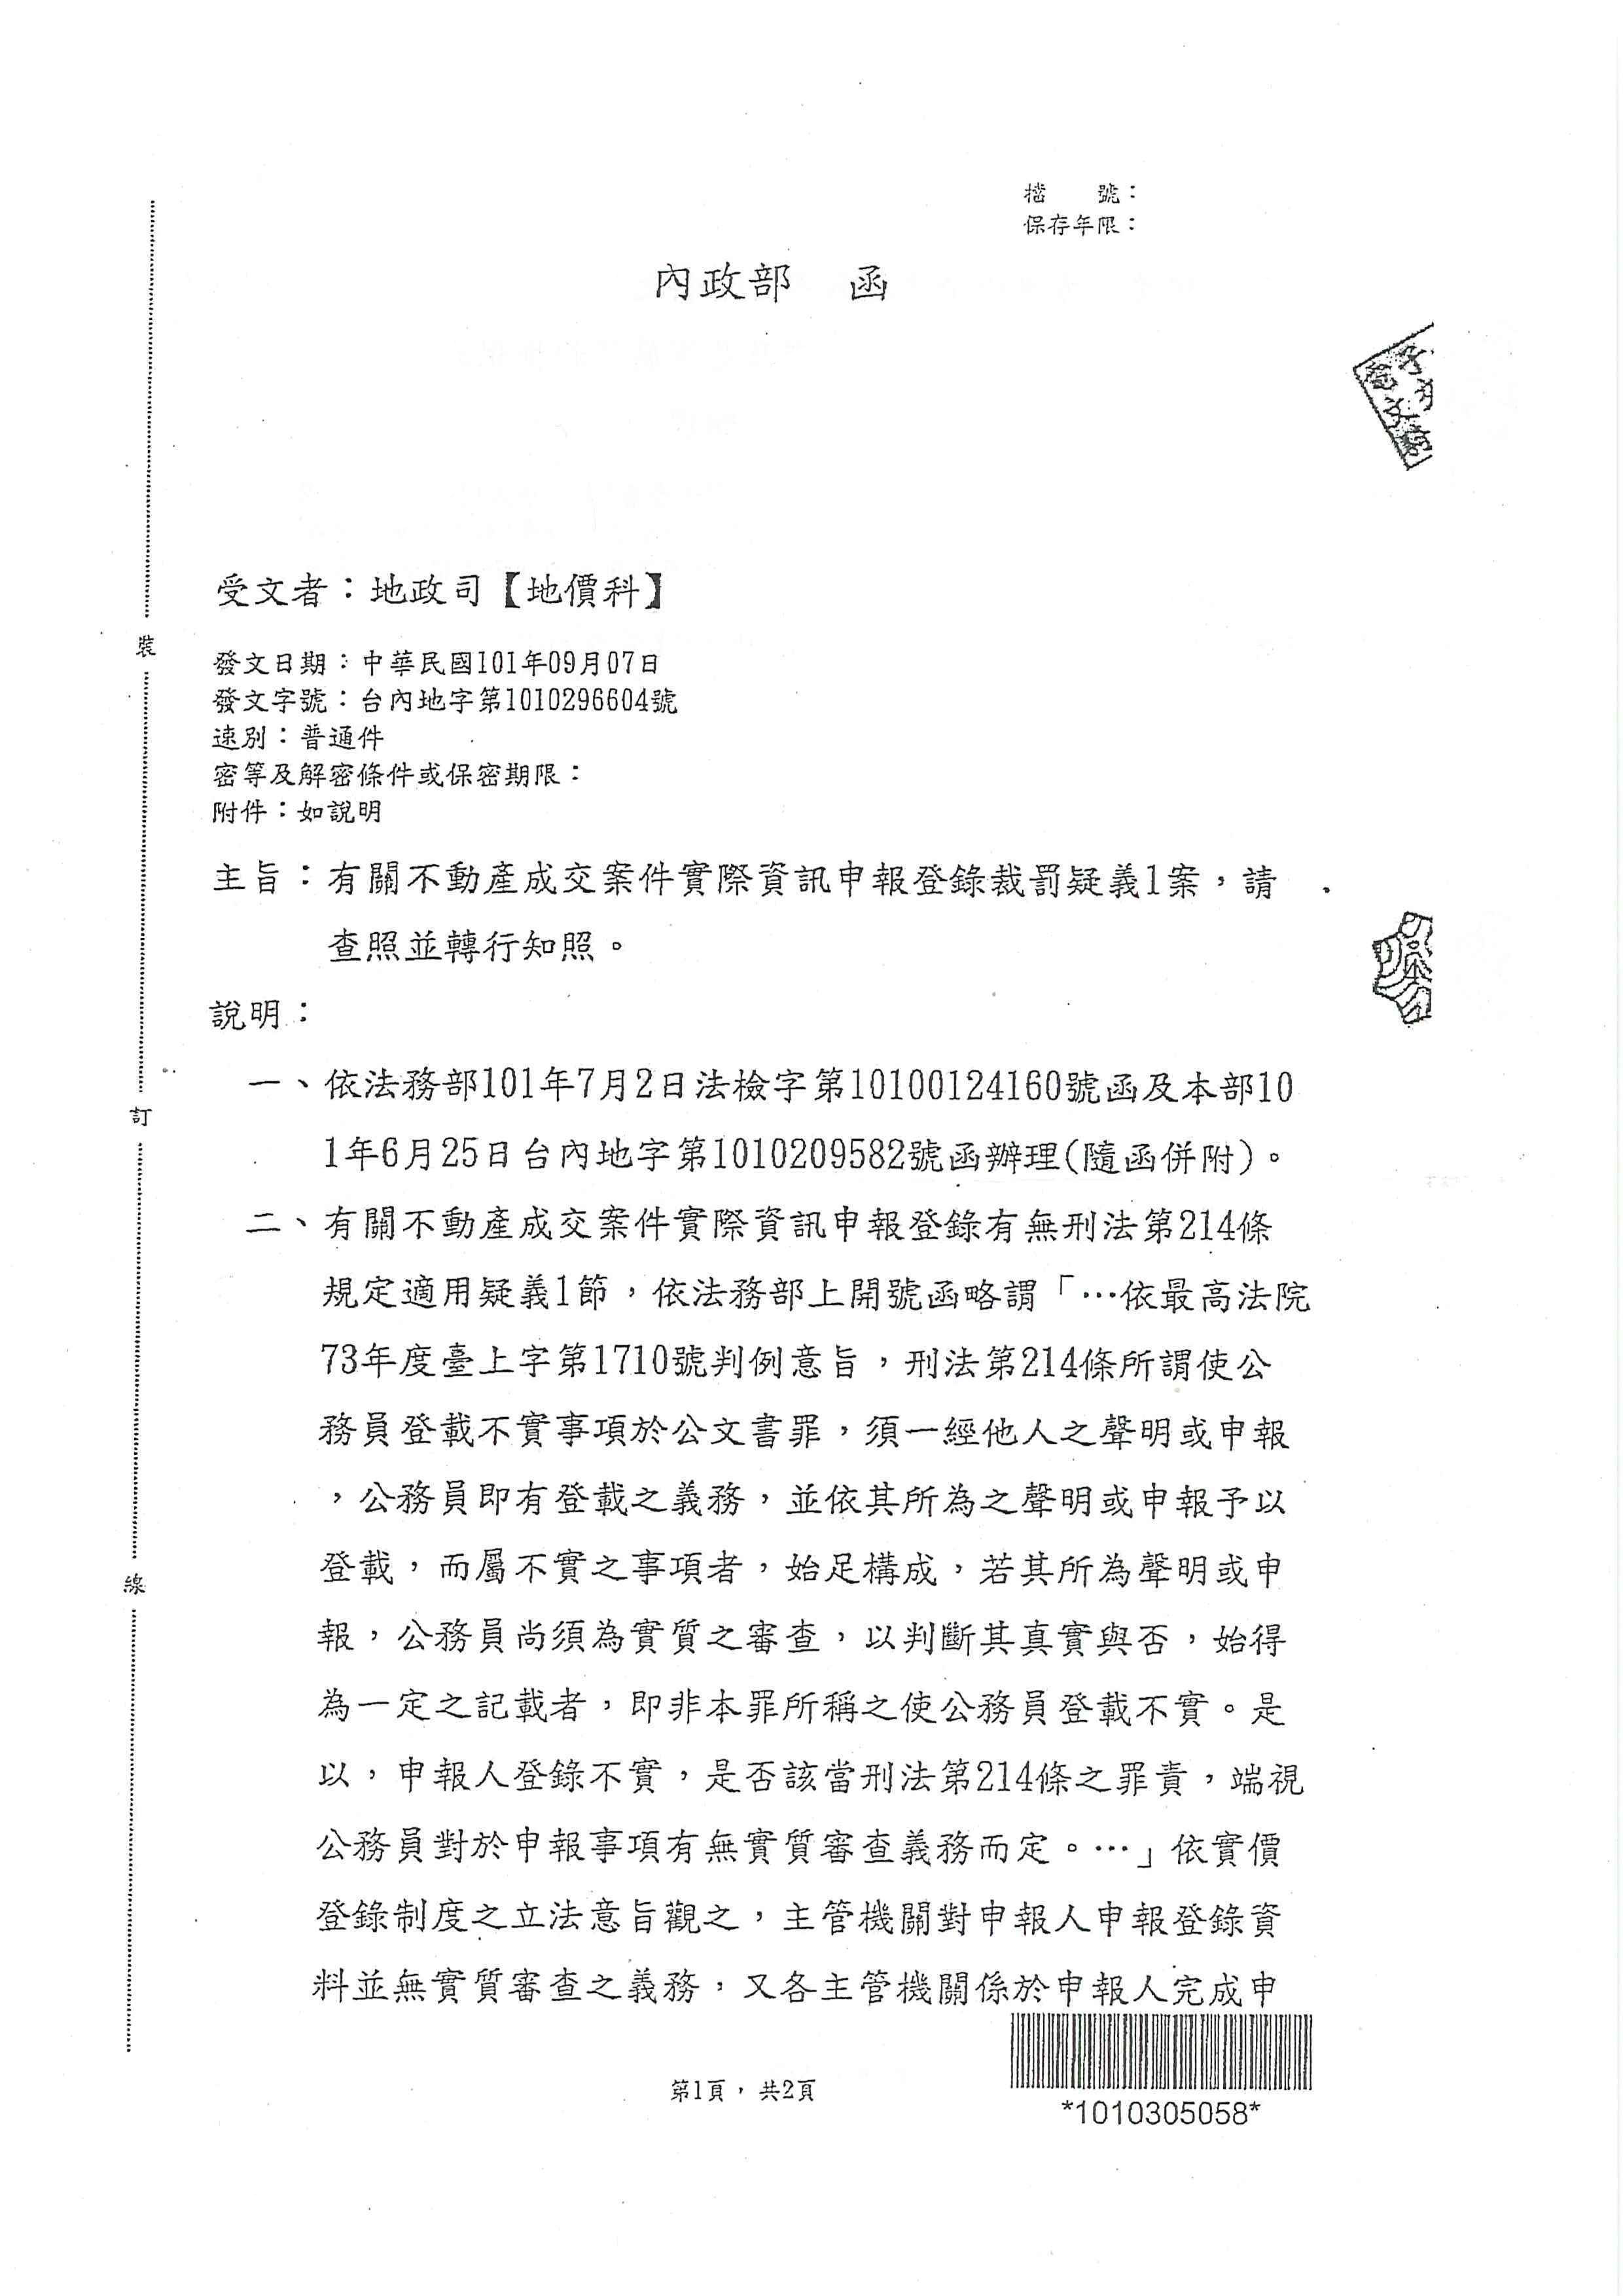 檔　　號：
保存年限：
內政部　函
受文者：地政司【地價科】
發文日期：中華民國101年09月07日
發文字號：台內地字第1010296604號
速別：普通件
密等及解密條件或保密期限：
附件：如說明
主旨：有關不動產成交案件實際資訊申報登錄裁罰疑義1案，請
查照並轉行知照。
說明：
一、依法務部101年7月2日法檢字第10100124160號函及本部10
1年6月25日台內地字第1010209582號函辦理(隨函併附)。
二、有關不動產成交案件實際資訊申報登錄有無刑法第214條
規定適用疑義1節，依法務部上開號函略謂「…依最高法院
73年度臺上字第1710號判例意旨，刑法第214條所謂使公
務員登載不實事項於公文書罪，須一經他人之聲明或申報
，公務員即有登載之義務，並依其所為之聲明或申報予以
登載，而屬不實之事項者，始足構成，若其所為聲明或申
報，公務員尚須為實質之審查，以判斷其真實與否，始得
為一定之記載者，即非本罪所稱之使公務員登載不實。是
以，申報人登錄不實，是否該當刑法第214條之罪責，端視
公務員對於申報事項有無實質審查義務而定。…」依實價
登錄制度之立法意旨觀之，主管機關對申報人申報登錄資
料並無實質審查之義務，又各主管機關係於申報人完成申
第1頁，共2頁
*1010305058*
裝
訂
線